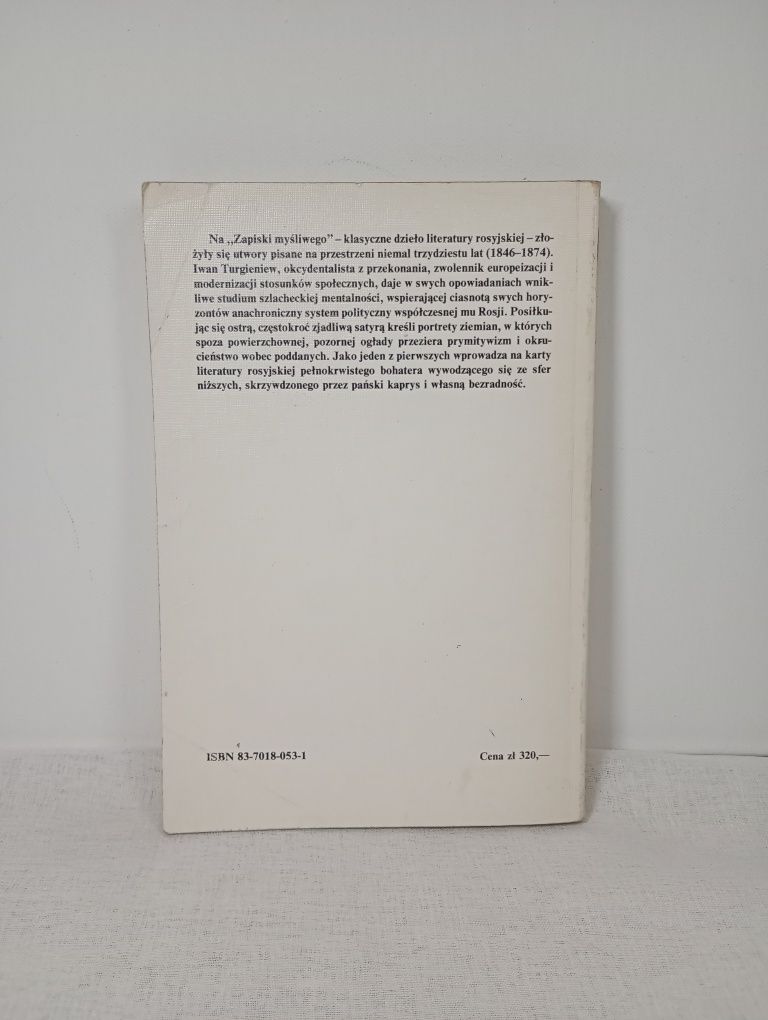 Na „Zapiski myśliwego” – klasyczne dzieło literatury rosyjskiej – zło-
żyły się utwory pisane na przestrzeni niemal trzydziestu lat (1846–1874).
Iwan Turgieniew, okcydentalista z przekonania, zwolennik europeizacji i
modernizacji stosunków społecznych, daje w swych opowiadaniach wnik-
liwe studium szlacheckiej mentalności, wspierającej ciasnotą swych hory-
zontów anachroniczny system polityczny współczesnej mu Rosji. Posiłku-
jąc się ostrą, częstokroć zjadliwą satyrą kreśli portrety ziemian, w których
spoza powierzchownej, pozornej ogłady przeziera prymitywizm i okru-
cieństwo wobec poddanych. Jako jeden z pierwszych wprowadza na karty
literatury rosyjskiej pełnokrwistego bohatera wywodzącego się ze sfer
niższych, skrzywdzonego przez pański kaprys i własną bezradność.
ISBN 83-7018-053-1
Cena zł 320,—